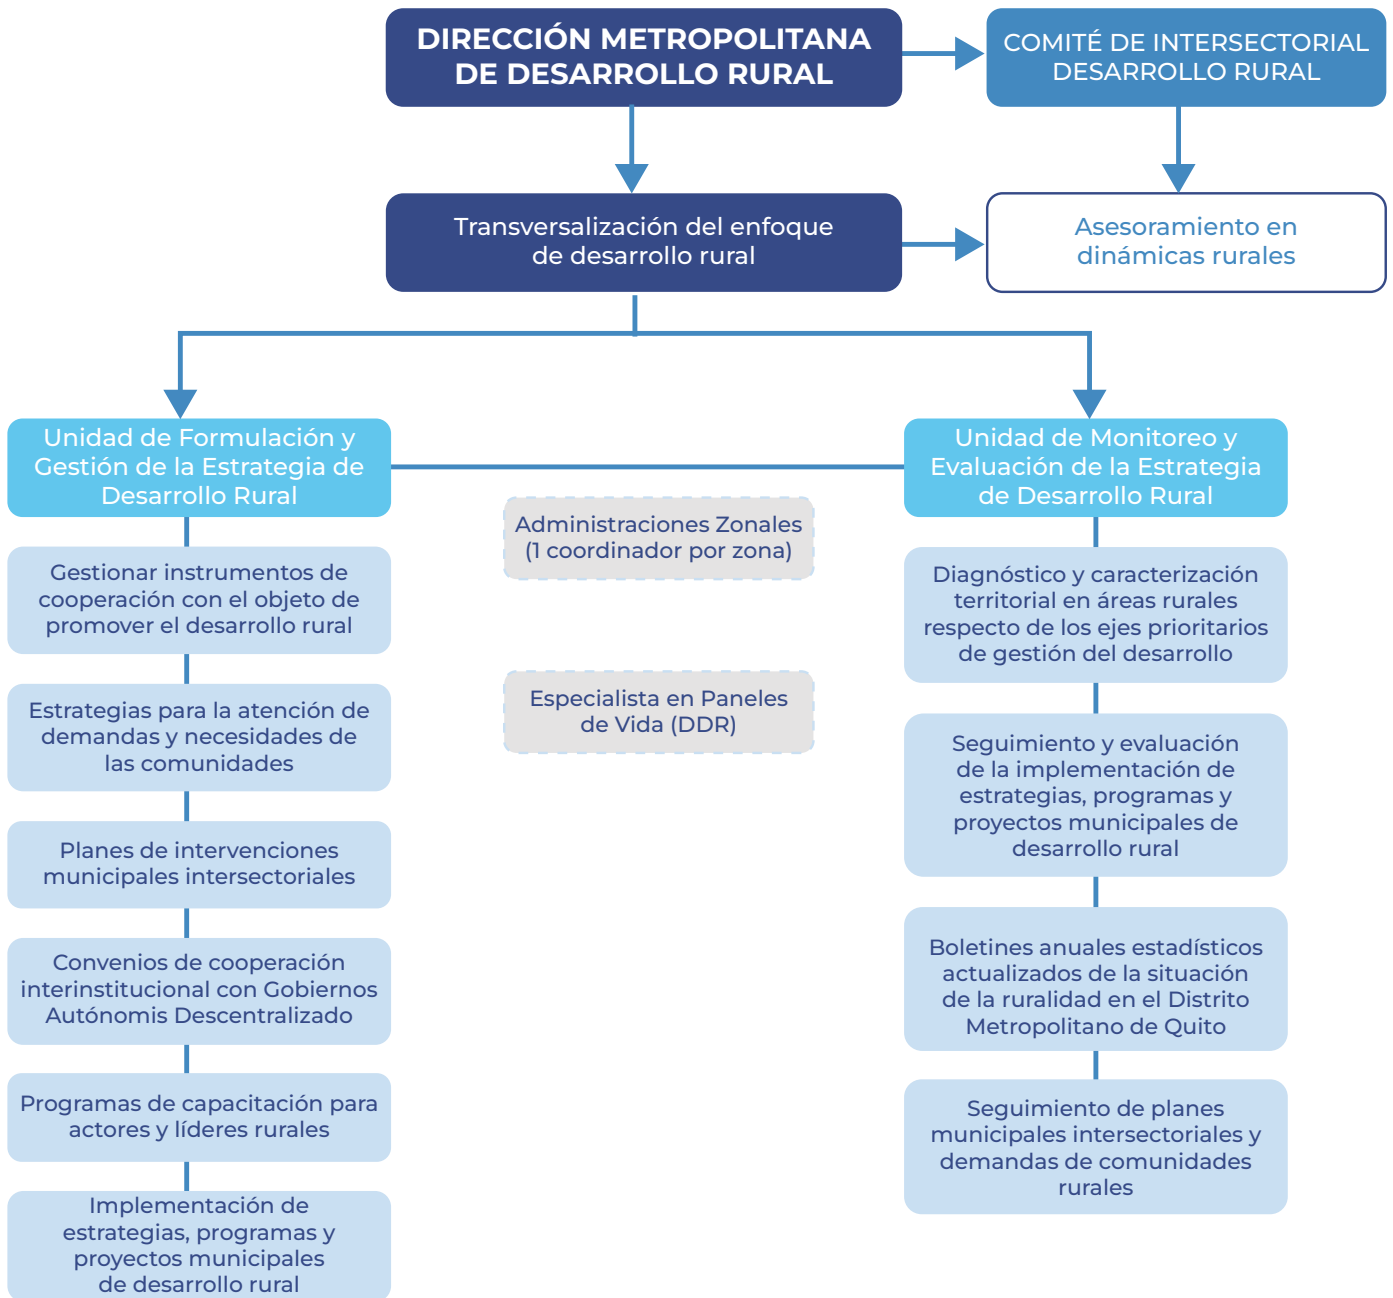 DIRECCIÓN METROPOLITANA
DE DESARROLLO RURAL
COMITÉ DE INTERSECTORIAL
DESARROLLO RURAL
Transversalización del enfoque
de desarrollo rural
Asesoramiento en
dinámicas rurales
Unidad de Formulación y
Gestión de la Estrategia de
Desarrollo Rural
Gestionar instrumentos de
cooperación con el objeto de
promover el desarrollo rural
Estrategias para la atención de
demandas y necesidades de
las comunidades
Planes de intervenciones
municipales intersectoriales
Convenios de cooperación
interinstitucional con Gobiernos
Autónomis Descentralizado
Programas de capacitación para
actores y líderes rurales
Implementación de
estrategias, programas y
proyectos municipales
de desarrollo rural
Administraciones Zonales
(1 coordinador por zona)
Especialista en Paneles
de Vida (DDR)
Unidad de Monitoreo y
Evaluación de la Estrategia
de Desarrollo Rural
Diagnóstico y caracterización
territorial en áreas rurales
respecto de los ejes prioritarios
de gestión del desarrollo
Seguimiento y evaluación
de la implementación de
estrategias, programas y
proyectos municipales de
desarrollo rural
Boletines anuales estadísticos
actualizados de la situación
de la ruralidad en el Distrito
Metropolitano de Quito
Seguimiento de planes
municipales intersectoriales y
demandas de comunidades
rurales